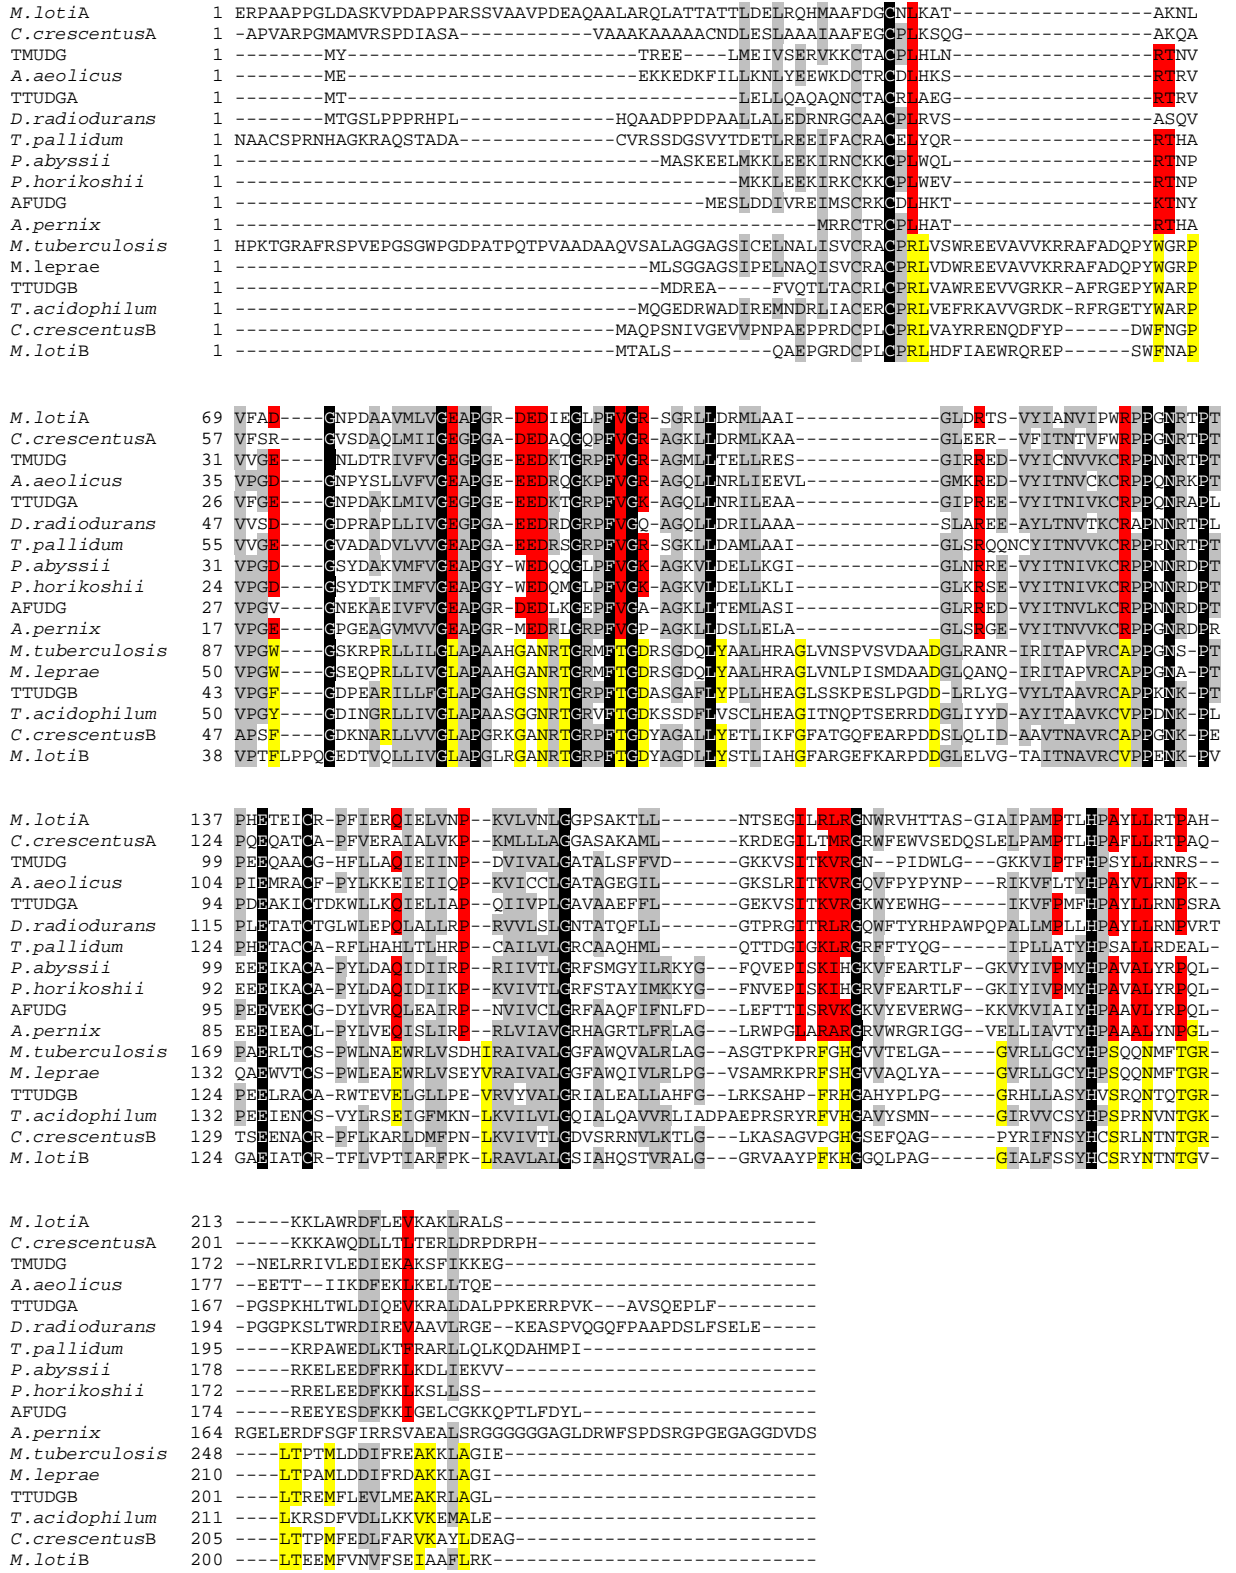 M.lotiA 1 ERPAAPPGLDASKVPDAPPARSSVAAVPDEAQAALARQLATTATTLDELRQHMAAFDGCNLKAT------------------AKNL
C.crescentusA 1 -APVARPGMAMVRSPDIASA------------VAAAKAAAAACNDLESLAAAIAAFEGCPLKSQG-----------------AKQA
TMUDG 1 --------MY--------------------------TREE----LMEIVSERVKKCTACPLHLN------------------RTNV
A.aeolicus 1 --------ME--------------------------EKKEDKFILLKNLYEEWKDCTRCDLHKS------------------RTRV
TTUDGA 1 --------MT-----------------------------------LELLQAQAQNCTACRLAEG------------------RTRV
D.radiodurans 1 --------MTGSLPPPRHPL--------------HQAADPPDPAALLALEDRNRGCAACPLRVS------------------ASQV
T.pallidum 1 NAACSPRNHAGKRAQSTADA--------------CVRSSDGSVYTDETLREEIFACRACELYQR------------------RTHA
P.abyssii 1 --------------------------------------MASKEELMKKLEEKIRNCKKCPLWQL------------------RTNP
P.horikoshii 1 ---------------------------------------------MKKLEEKIRKCKKCPLWEV------------------RTNP
AFUDG 1 ------------------------------------------MESLDDIVREIMSCRKCDLHKT------------------KTNY
A.pernix 1 ----------------------------------------------------MRRCTRCPLHAT------------------RTHA
M.tuberculosis 1 HPKTGRAFRSPVEPGSGWPGDPATPQTPVAADAAQVSALAGGAGSICELNALISVCRACPRLVSWREEVAVVKRRAFADQPYWGRP
M.leprae 1 -------------------------------------MLSGGAGSIPELNAQISVCRACPRLVDWREEVAVVKRRAFADQPYWGRP
TTUDGB 1 --------------------------------------MDREA----FVQTLTACRLCPRLVAWREEVVGRK-RAFRGEPYWARP
T.acidophilum 1 ------------------------------------MQGEDRWADIREMNDRLIACERCPRLVEFRKAVVGRDK-RFRGETYWARP
C.crescentusB 1 ----------------------------------MAQPSNIVGEVVPNPAEPPRDCPLCPRLVAYRRENQDFYP------DWFNGP
M.lotiB 1 ----------------------------------MTALS---------QAEPGRDCPLCPRLHDFIAEWRQREP------SWFNAP
M.lotiA 69 VFAD----GNPDAAVMLVGEAPGR-DEDIEGLPFVGR-SGRLLDRMLAAI-------------GLDRTS-VYIANVIPWRPPGNRTPT
C.crescentusA 57 VFSR----GVSDAQLMIIGEGPGA-DEDAQGQPFVGR-AGKLLDRMLKAA-------------GLEER--VFITNTVFWRPPGNRTPT
TMUDG 31 VVGE----GNLDTRIVFVGEGPGE-EEDKTGRPFVGR-AGMLLTELLRES-------------GIRRED-VYICNVVKCRPPNNRTPT
A.aeolicus 35 VPGD----GNPYSLLVFVGEAPGE-EEDRQGKPFVGR-AGQLLNRLIEEVL------------GMKRED-VYITNVCKCRPPQNRKPT
TTUDGA 26 VFGE----GNPDAKLMIVGEGPGE-EEDKTGRPFVGK-AGQLLNRILEAA-------------GIPREE-VYITNIVKCRPPQNRAPL
D.radiodurans 47 VVSD----GDPRAPLLIVGEGPGA-EEDRDGRPFVGQ-AGQLLDRILAAA-------------SLAREE-AYLTNVTKCRAPNNRTPL
T.pallidum 55 VVGE----GVADADVLVVGEAPGA-EEDRSGRPFVGR-SGKLLDAMLAAI-------------GLSRQQNCYITNVVKCRPPRNRTPT
P.abyssii 31 VPGD----GSYDAKVMFVGEAPGY-WEDQQGLPFVGK-AGKVLDELLKGI-------------GLNRRE-VYITNIVKCRPPNNRDPT
P.horikoshii 24 VPGD----GSYDTKIMFVGEAPGY-WEDQMGLPFVGK-AGKVLDELLKLI-------------GLKRSE-VYITNIVKCRPPNNRDPT
AFUDG 27 VPGV----GNEKAEIVFVGEAPGR-DEDLKGEPFVGA-AGKLLTEMLASI-------------GLRRED-VYITNVLKCRPPNNRDPT
A.pernix 17 VPGE----GPGEAGVMVVGEAPGR-MEDRLGRPFVGP-AGKLLDSLLELA-------------GLSRGE-VYITNVVKCRPPGNRDPR
M.tuberculosis 87 VPGW----GSKRPRLLILGLAPAAHGANRTGRMFTGDRSGDQLYAALHRAGLVNSPVSVDAADGLRANR-IRITAPVRCAPPGNS-PT
M.leprae 50 VPGW----GSEQPRLLIVGLAPAAHGANRTGRMFTGDRSGDQLYAALHRAGLVNLPISMDAADGLQANQ-IRITAPVRCAPPGNA-PT
TTUDGB 43 VPGF----GDPEARILLFGLAPGAHGSNRTGRPFTGDASGAFLYPLLHEAGLSSKPESLPGDD-LRLYG-VYLTAAVRCAPPKNK-PT
T.acidophilum 50 VPGY----GDINGRLLIVGLAPAASGGNRTGRVFTGDKSSDFLVSCLHEAGITNQPTSERRDDGLIYYD-AYITAAVKCVPPDNK-PL
C.crescentusB 47 APSF----GDKNARLLVVGLAPGRKGANRTGRPFTGDYAGALLYETLIKFGFATGQFEARPDDSLQLID-AAVTNAVRCAPPGNK-PE
M.lotiB 38 VPTFLPPQGEDTVQLLIVGLAPGLRGANRTGRPFTGDYAGDLLYSTLIAHGFARGEFKARPDDGLELVG-TAITNAVRCVPPENK-PV
M.lotiA 137 PHETEICR-PFIERQIELVNP--KVLVNLGGPSAKTLL------NTSEGILRLRGNWRVHTTAS-GIAIPAMPTLHPAYLLRTPAH-
C.crescentusA 124 PQEQATCA-PFVERAIALVKP--KMLLLAGGASAKAML------KRDEGILTMRGRWFEWVSEDQSLELPAMPTLHPAFLLRTPAQ-
TMUDG 99 PEEQAACG-HFLLAQIEIINP--DVIVALGATALSFFVD-----GKKVSITKVRGN--PIDWLG---GKKVIPTFHPSYLLRNRS--
A.aeolicus 104 PIEMRACF-PYLKKEIEIIQP--KVICCLGATAGEGIL------GKSLRITKVRGQVFPYPYNP---RIKVFLTYHPAYVLRNPK--
TTUDGA 94 PDEAKICTDKWLLKQIELIAP--QIIVPLGAVAAEFFL------GEKVSITKVRGKWYEWHG------IKVFPMFHPAYLLRNPSRA
D.radiodurans 115 PLETATCTGLWLEPQLALLRP--RVVLSLGNTATQFLL------GTPRGITRLRGQWFTYRHPAWPQPALLMPLLHPAYLLRNPVRT
T.pallidum 124 PHETACCA-RFLHAHLTLHRP--CAILVLGRCAAQHML------QTTDGIGKLRGRFFTYQG------IPLLATYHPSALLRDEAL-
P.abyssii 99 EEEIKACA-PYLDAQIDIIRP--RIIVTLGRFSMGYILRKYG---FQVEPISKIHGKVFEARTLF--GKVYIVPMYHPAVALYRPQL-
P.horikoshii 92 EEEIKACA-PYLDAQIDIIKP--KVIVTLGRFSTAYIMKKYG---FNVEPISKIHGRVFEARTLF--GKIYIVPMYHPAVALYRPQL-
AFUDG 95 PEEVEKCG-DYLVRQLEAIRP--NVIVCLGRFAAQFIFNLFD--LEFTTISRVKGKVYEVERWG---KKVKVIAIYHPAAVLYRPQL-
A.pernix 85 EEEIEACL-PYLVEQISLIRP--RLVIAVGRHAGRTLFRLAG--LRWPGLARARGRVWRGRIGG---VELLIAVTYHPAAALYNPGL-
M.tuberculosis 169 PAERLTCS-PWLNAEWRLVSDHIRAIVALGGFAWQVALRLAG--ASGTPKPRFGHGVVTELGA------GVRLLGCYHPSQQNMFTGR-
M.leprae 132 QAEWVTCS-PWLEAEWRLVSEYVRAIVALGGFAWQIVLRLPG--VSAMRKPRFSHGVVAQLYA------GVRLLGCYHPSQQNMFTGR-
TTUDGB 124 PEELRACA-RWTEVELGLLPE-VRVYVALGRIALEALLAHFG--LRKSAHP-FRHGAHYPLPG------GRHLLASYHVSRQNTQTGR-
T.acidophilum 132 PEEIENCS-VYLRSEIGFMKN-LKVILVLGQIALQAVVRLIADPAEPRSRYRFVHGAVYSMN-------GIRVVCSYHPSPRNVNTGK-
C.crescentusB 129 TSEENACR-PFLKARLDMFPN-LKVIVTLGDVSRRNVLKTLG---LKASAGVPGHGSEFQAG-------PYRIFNSYHCSRLNTNTGR-
M.lotiB 124 GAEIATCR-TFLVPTIARFPK-LRAVLALGSIAHQSTVRALG---GRVAAYPFKHGGQLPAG-------GIALFSSYHCSRYNTNTGV-
M.lotiA 213 -----KKLAWRDFLEVKAKLRALS----------------------------
C.crescentusA 201 -----KKKAWQDLLTLTERLDRPDRPH-------------------------
TMUDG 172 --NELRRIVLEDIEKAKSFIKKEG----------------------------
A.aeolicus 177 --EETT--IIKDFEKLKELLTQE-----------------------------
TTUDGA 167 -PGSPKHLTWLDIQEVKRALDALPPKERRPVK---AVSQEPLF---------
D.radiodurans 194 -PGGPKSLTWRDIREVAAVLRGE--KEASPVQGQFPAAPDSLFSELE-----
T.pallidum 195 -----KRPAWEDLKTFRARLLQLKQDAHMPI---------------------
P.abyssii 178 -----RKELEEDFRKLKDLIEKVV----------------------------
P.horikoshii 172 -----RRELEEDFKKLKSLLSS------------------------------
AFUDG 174 -----REEYESDFKKIGELCGKKQPTLFDYL---------------------
A.pernix 164 RGELERDFSGFIRRSVAEALSRGGGGGGAGLDRWFSPDSRGPGEGAGGDVDS
M.tuberculosis 248 ----LTPTMLDDIFREAKKLAGIE----------------------------
M.leprae 210 ----LTPAMLDDIFRDAKKLAGI-----------------------------
TTUDGB 201 ----LTREMFLEVLMEAKRLAGL-----------------------------
T.acidophilum 211 ----LKRSDFVDLLKKVKEMALE-----------------------------
C.crescentusB 205 ----LTTPMFEDLFARVKAYLDEAG---------------------------
M.lotiB 200 ----LTEEMFVNVFSEIAAFLRK-----------------------------